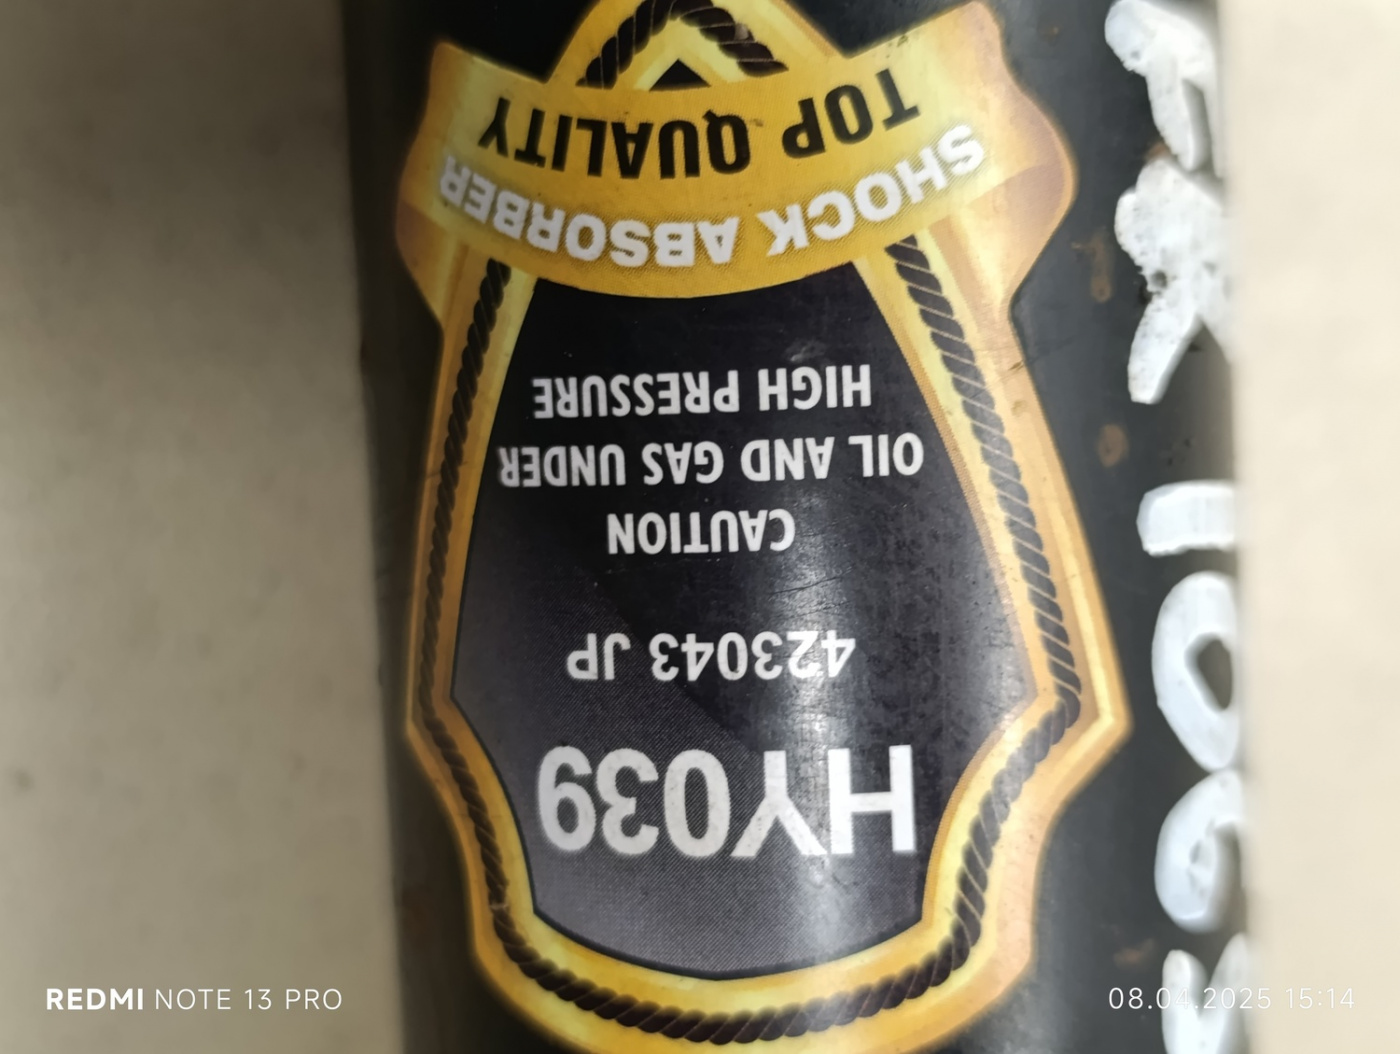 HY039
423043 JP
CAUTION
OIL AND GAS UNDER
HIGH PRESSURE
SHOCK ABSORBER
TOP QUALITY
REDMI NOTE 13 PRO
08.04.2025 15:14